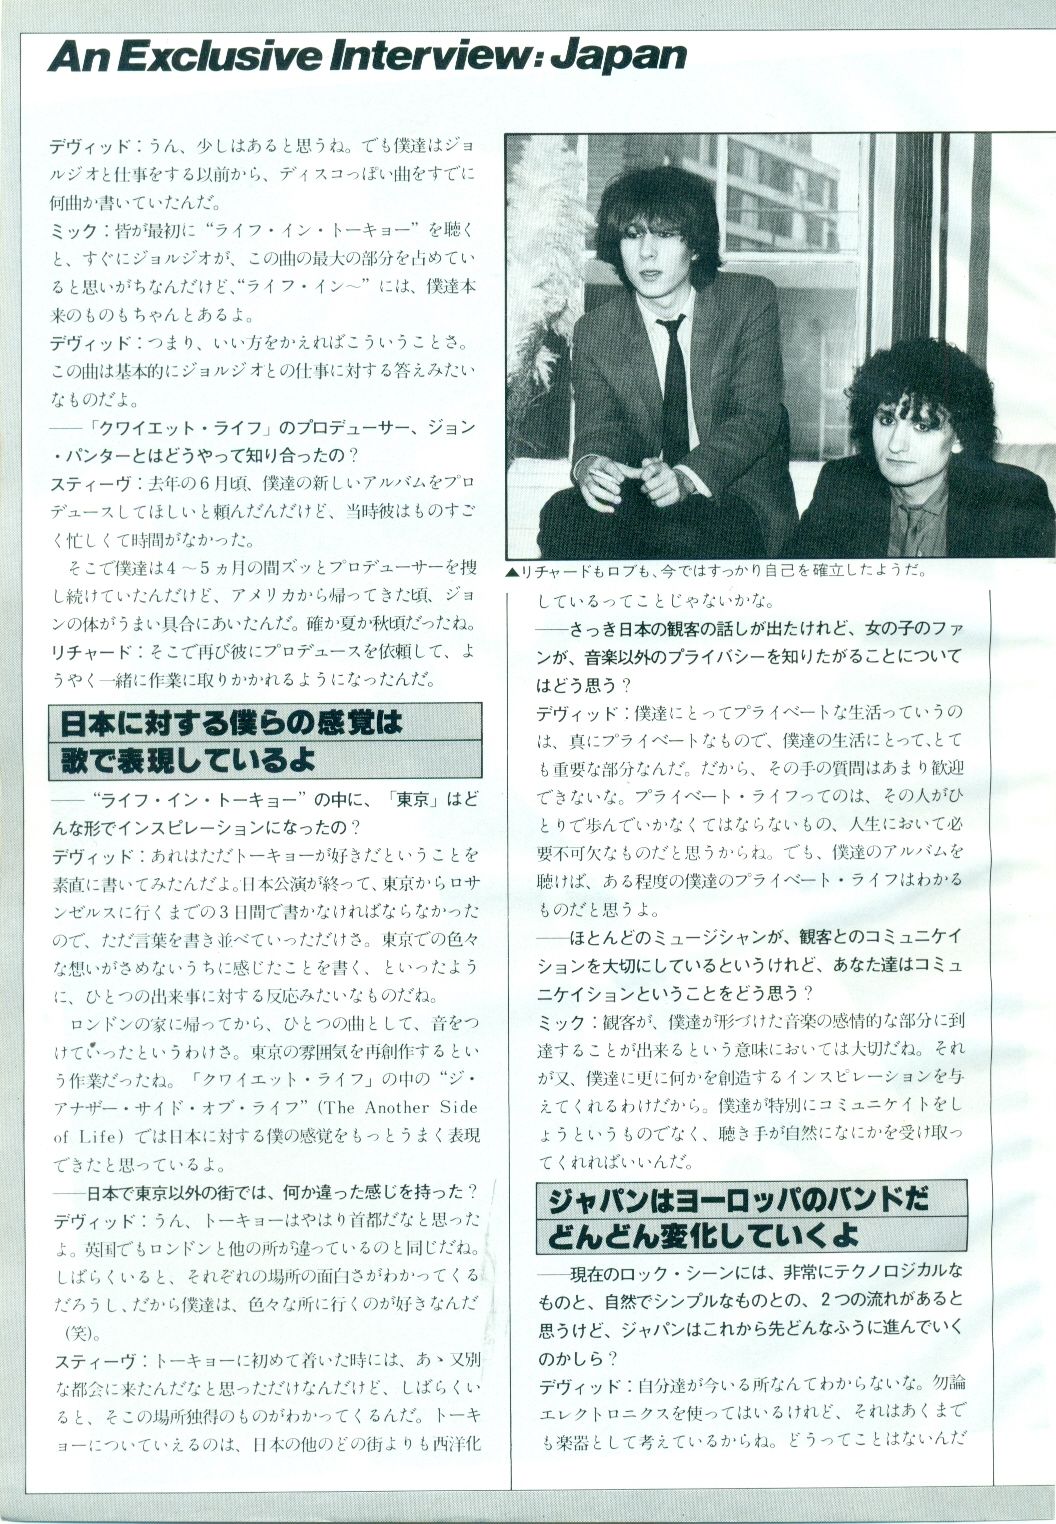 An Exclusive Interview: Japan
デヴィッド：うん、少しはあると思うね。でも僕達はジョ
ルジオと仕事をする以前から、ディスコっぽい曲をすでに
何曲か書いていたんだ。
ミック：皆が最初に“ライフ・イン・トーキョー”を聴く
と、すぐにジョルジオが、この曲の最大の部分を占めてい
ると思いがちなんだけど、“ライフ・イン〜”には、僕達本
来のものもちゃんとあるよ。
デヴィッド：つまり、いい方をかえればこういうことさ。
この曲は基本的にジョルジオとの仕事に対する答えみたい
なものだよ。
──「クワイエット・ライフ」のプロデューサー、ジョン
・パンターとはどうやって知り合ったの？
スティーヴ：去年の６月頃、僕達の新しいアルバムをプロ
デュースしてほしいと頼んだんだけど、当時彼はものすご
く忙しくて時間がなかった。
　そこで僕達は４〜５ヵ月の間ズッとプロデューサーを捜
し続けていたんだけど、アメリカから帰ってきた頃、ジョ
ンの体がうまい具合にあいたんだ。確か夏か秋頃だったね。
リチャード：そこで再び彼にプロデュースを依頼して、よ
うやく一緒に作業に取りかかれるようになったんだ。
日本に対する僕らの感覚は
歌で表現しているよ
──“ライフ・イン・トーキョー”の中に、「東京」はど
んな形でインスピレーションになったの？
デヴィッド：あれはただトーキョーが好きだということを
素直に書いてみたんだよ。日本公演が終って、東京からロサ
ンゼルスに行くまでの３日間で書かなければならなかった
ので、ただ言葉を書き並べていっただけさ。東京での色々
な想いがさめないうちに感じたことを書く、といったよう
に、ひとつの出来事に対する反応みたいなものだね。
　ロンドンの家に帰ってから、ひとつの曲として、音をつ
けていったというわけさ。東京の雰囲気を再創作するとい
う作業だったね。「クワイエット・ライフ」の中の“ジ・
アナザー・サイド・オブ・ライフ”(The Another Side
of Life) では日本に対する僕の感覚をもっとうまく表現
できたと思っているよ。
──日本で東京以外の街では、何か違った感じを持った？
デヴィッド：うん、トーキョーはやはり首都だなと思った
よ。英国でもロンドンと他の所が違っているのと同じだね。
しばらくいると、それぞれの場所の面白さがわかってくる
だろうし、だから僕達は、色々な所に行くのが好きなんだ
（笑）。
スティーヴ：トーキョーに初めて着いた時には、あゝ又別
な都会に来たんだなと思っただけなんだけど、しばらくい
ると、そこの場所独得のものがわかってくるんだ。トーキ
ョーについていえるのは、日本の他のどの街よりも西洋化
▲リチャードもロブも、今ではすっかり自己を確立したようだ。
しているってことじゃないかな。
──さっき日本の観客の話しが出たけれど、女の子のファ
ンが、音楽以外のプライバシーを知りたがることについて
はどう思う？
デヴィッド：僕達にとってプライベートな生活っていうの
は、真にプライベートなもので、僕達の生活にとって、とて
も重要な部分なんだ。だから、その手の質問はあまり歓迎
できないな。プライベート・ライフってのは、その人がひ
とりで歩んでいかなくてはならないもの、人生において必
要不可欠なものだと思うからね。でも、僕達のアルバムを
聴けば、ある程度の僕達のプライベート・ライフはわかる
ものだと思うよ。
──ほとんどのミュージシャンが、観客とのコミュニケイ
ションを大切にしているというけれど、あなた達はコミュ
ニケイションということをどう思う？
ミック：観客が、僕達が形づけた音楽の感情的な部分に到
達することが出来るという意味においては大切だね。それ
が又、僕達に更に何かを創造するインスピレーションを与
えてくれるわけだから。僕達が特別にコミュニケイトをし
ようというものでなく、聴き手が自然になにかを受け取っ
てくれればいいんだ。
ジャパンはヨーロッパのバンドだ
どんどん変化していくよ
──現在のロック・シーンには、非常にテクノロジカルな
ものと、自然でシンプルなものとの、２つの流れがあると
思うけど、ジャパンはこれから先どんなふうに進んでいく
のかしら？
デヴィッド：自分達が今いる所なんてわからないな。勿論
エレクトロニクスを使ってはいるけれど、それはあくまで
も楽器として考えているからね。どうってことはないんだ